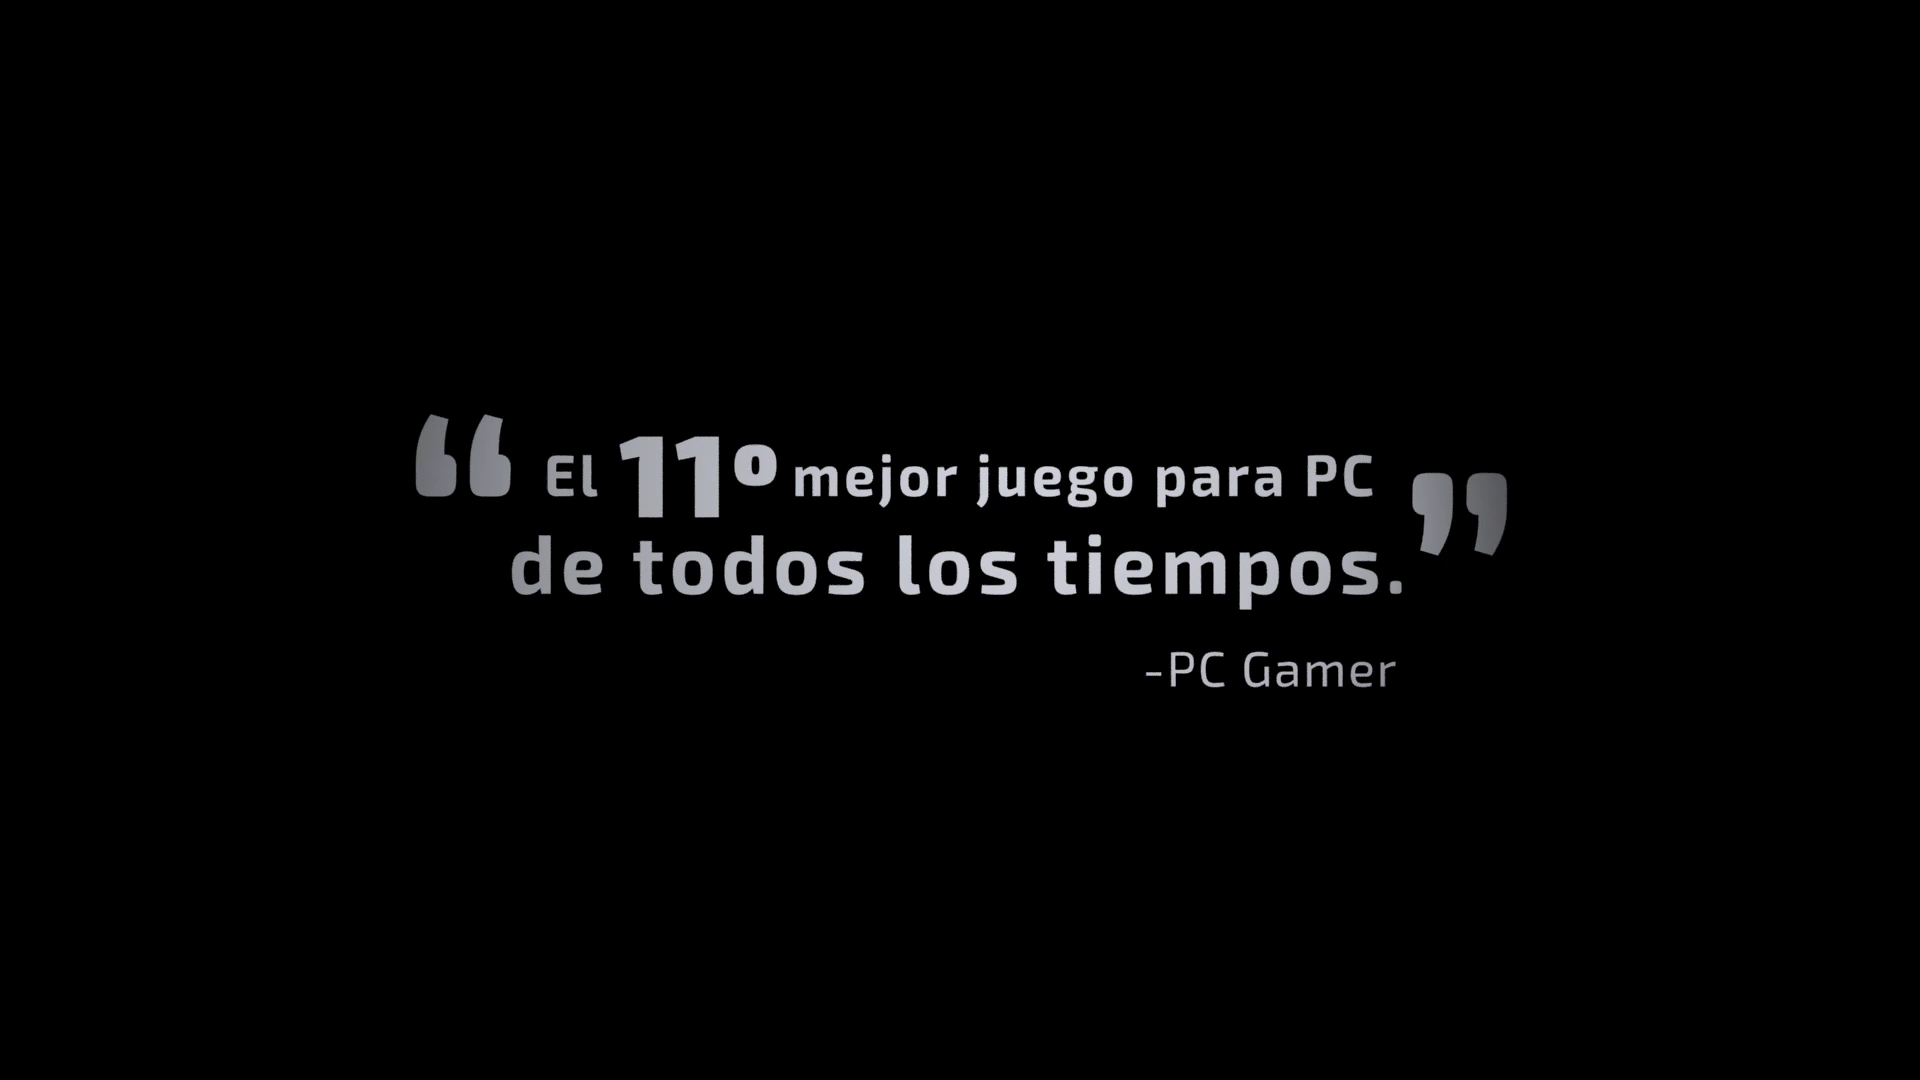 “El 11º mejor juego para PC
de todos los tiempos.”
-PC Gamer